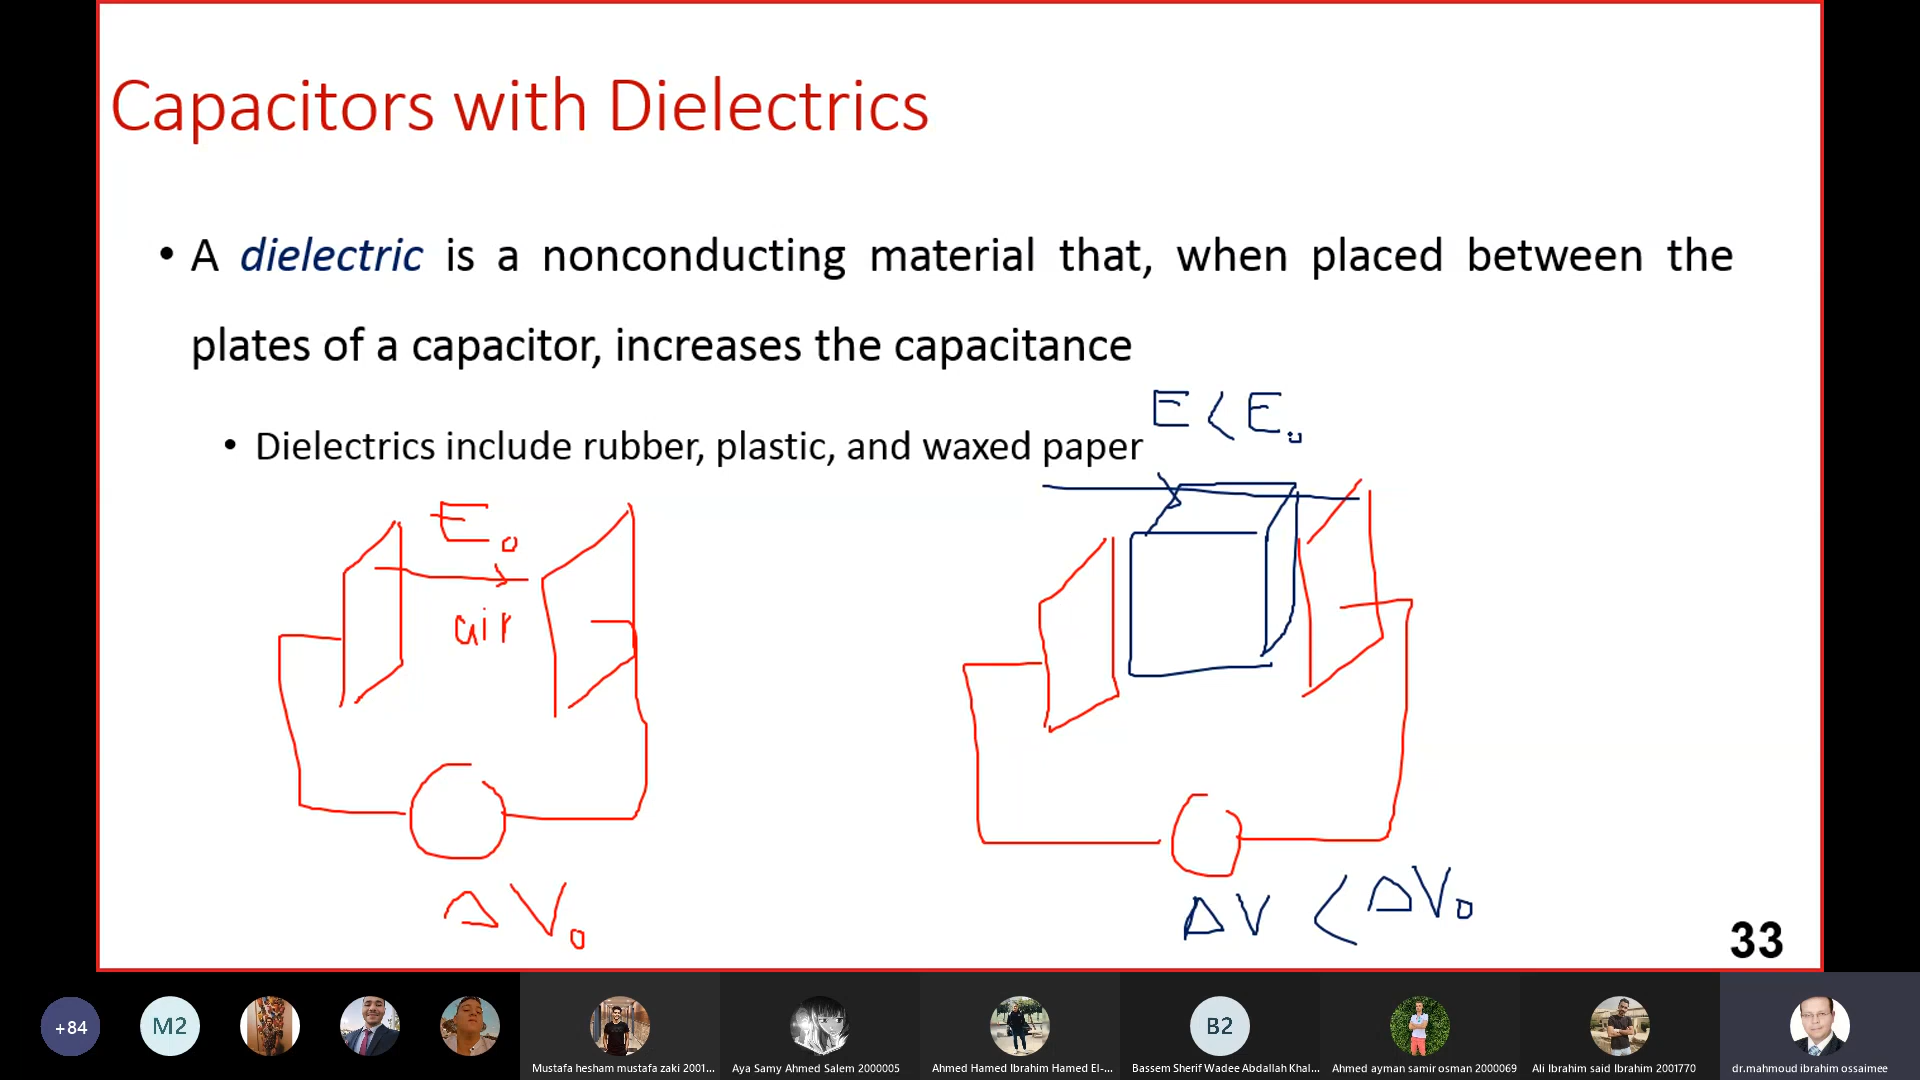 Capacitors with Dielectrics
• A dielectric is a nonconducting material that, when placed between the
plates of a capacitor, increases the capacitance
E < E₀
• Dielectrics include rubber, plastic, and waxed paper
E₀
air
ΔV₀
ΔV < ΔV₀
33
+84
M2
B2
Mustafa hesham mustafa zaki 2001...
Aya Samy Ahmed Salem 2000005
Ahmed Hamed Ibrahim Hamed El-...
Bassem Sherif Wadee Abdallah Khal...
Ahmed ayman samir osman 2000069
Ali Ibrahim said Ibrahim 2001770
dr.mahmoud ibrahim ossaimee